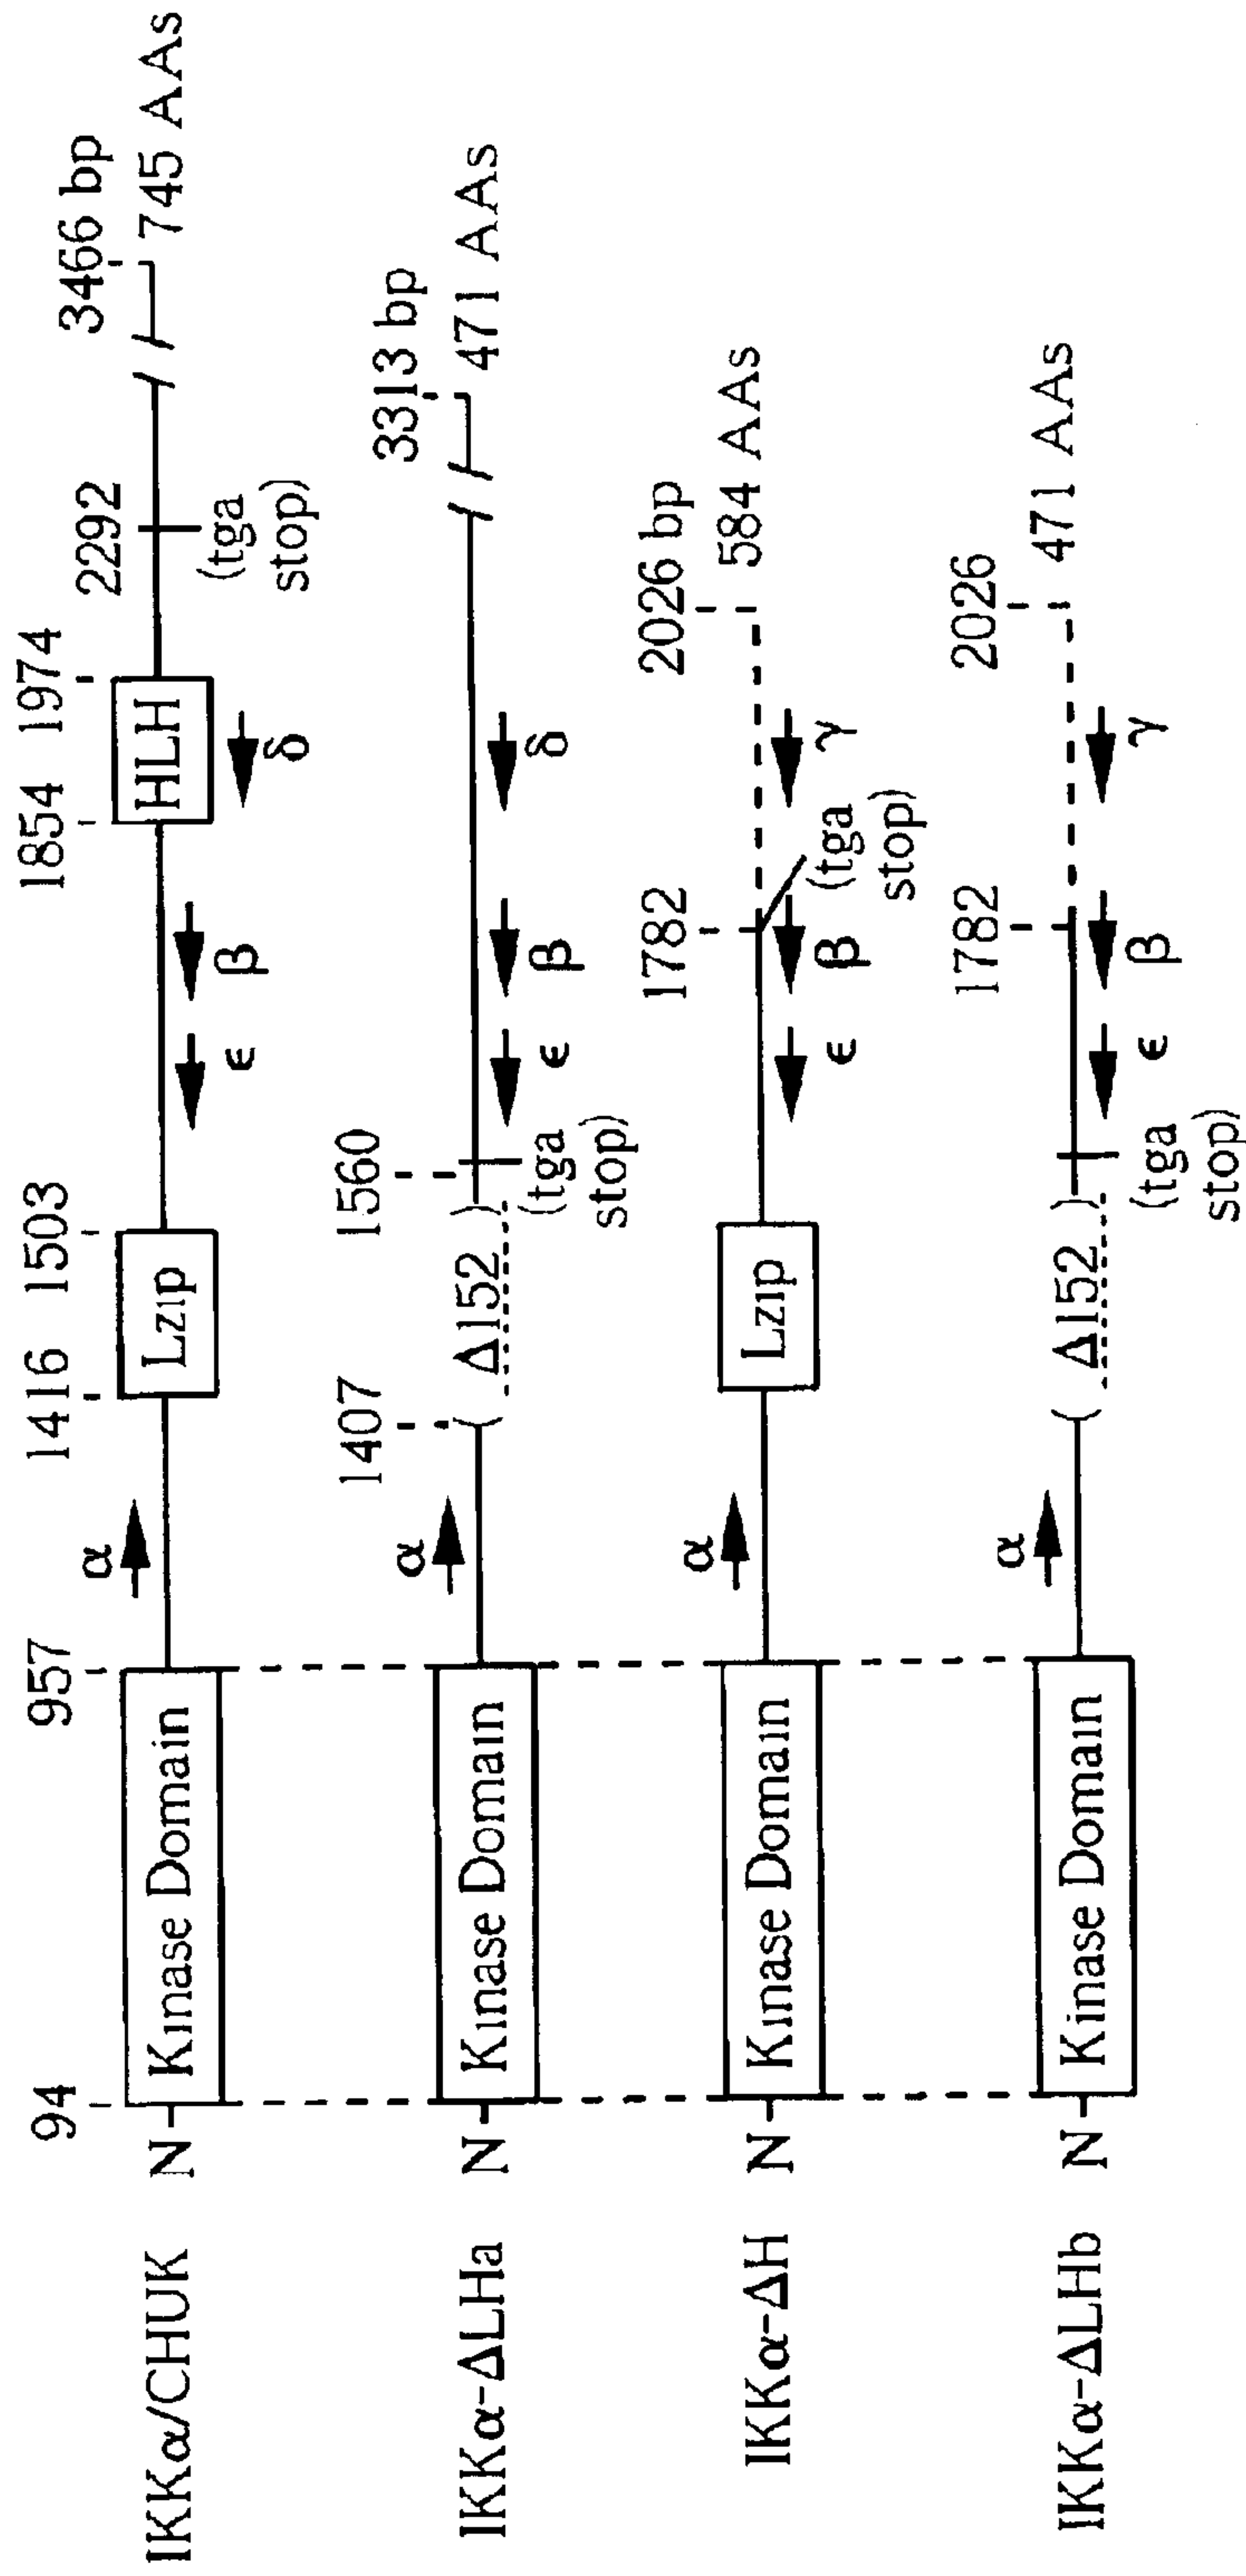 94 957 1416 1503 1854 1974 2292 3466 bp
IKKα/CHUK N Kinase Domain α Lzip ϵ β HLH δ (tga stop) 745 AAs
1407 1560 3313 bp
IKKα-ΔLHa N Kinase Domain α (Δ152) (tga stop) ϵ β δ 471 AAs
1782 2026 bp
IKKα-ΔH N Kinase Domain α Lzip ϵ β (tga stop) γ 584 AAs
1782 2026
IKKα-ΔLHb N Kinase Domain α (Δ152) (tga stop) ϵ β γ 471 AAs